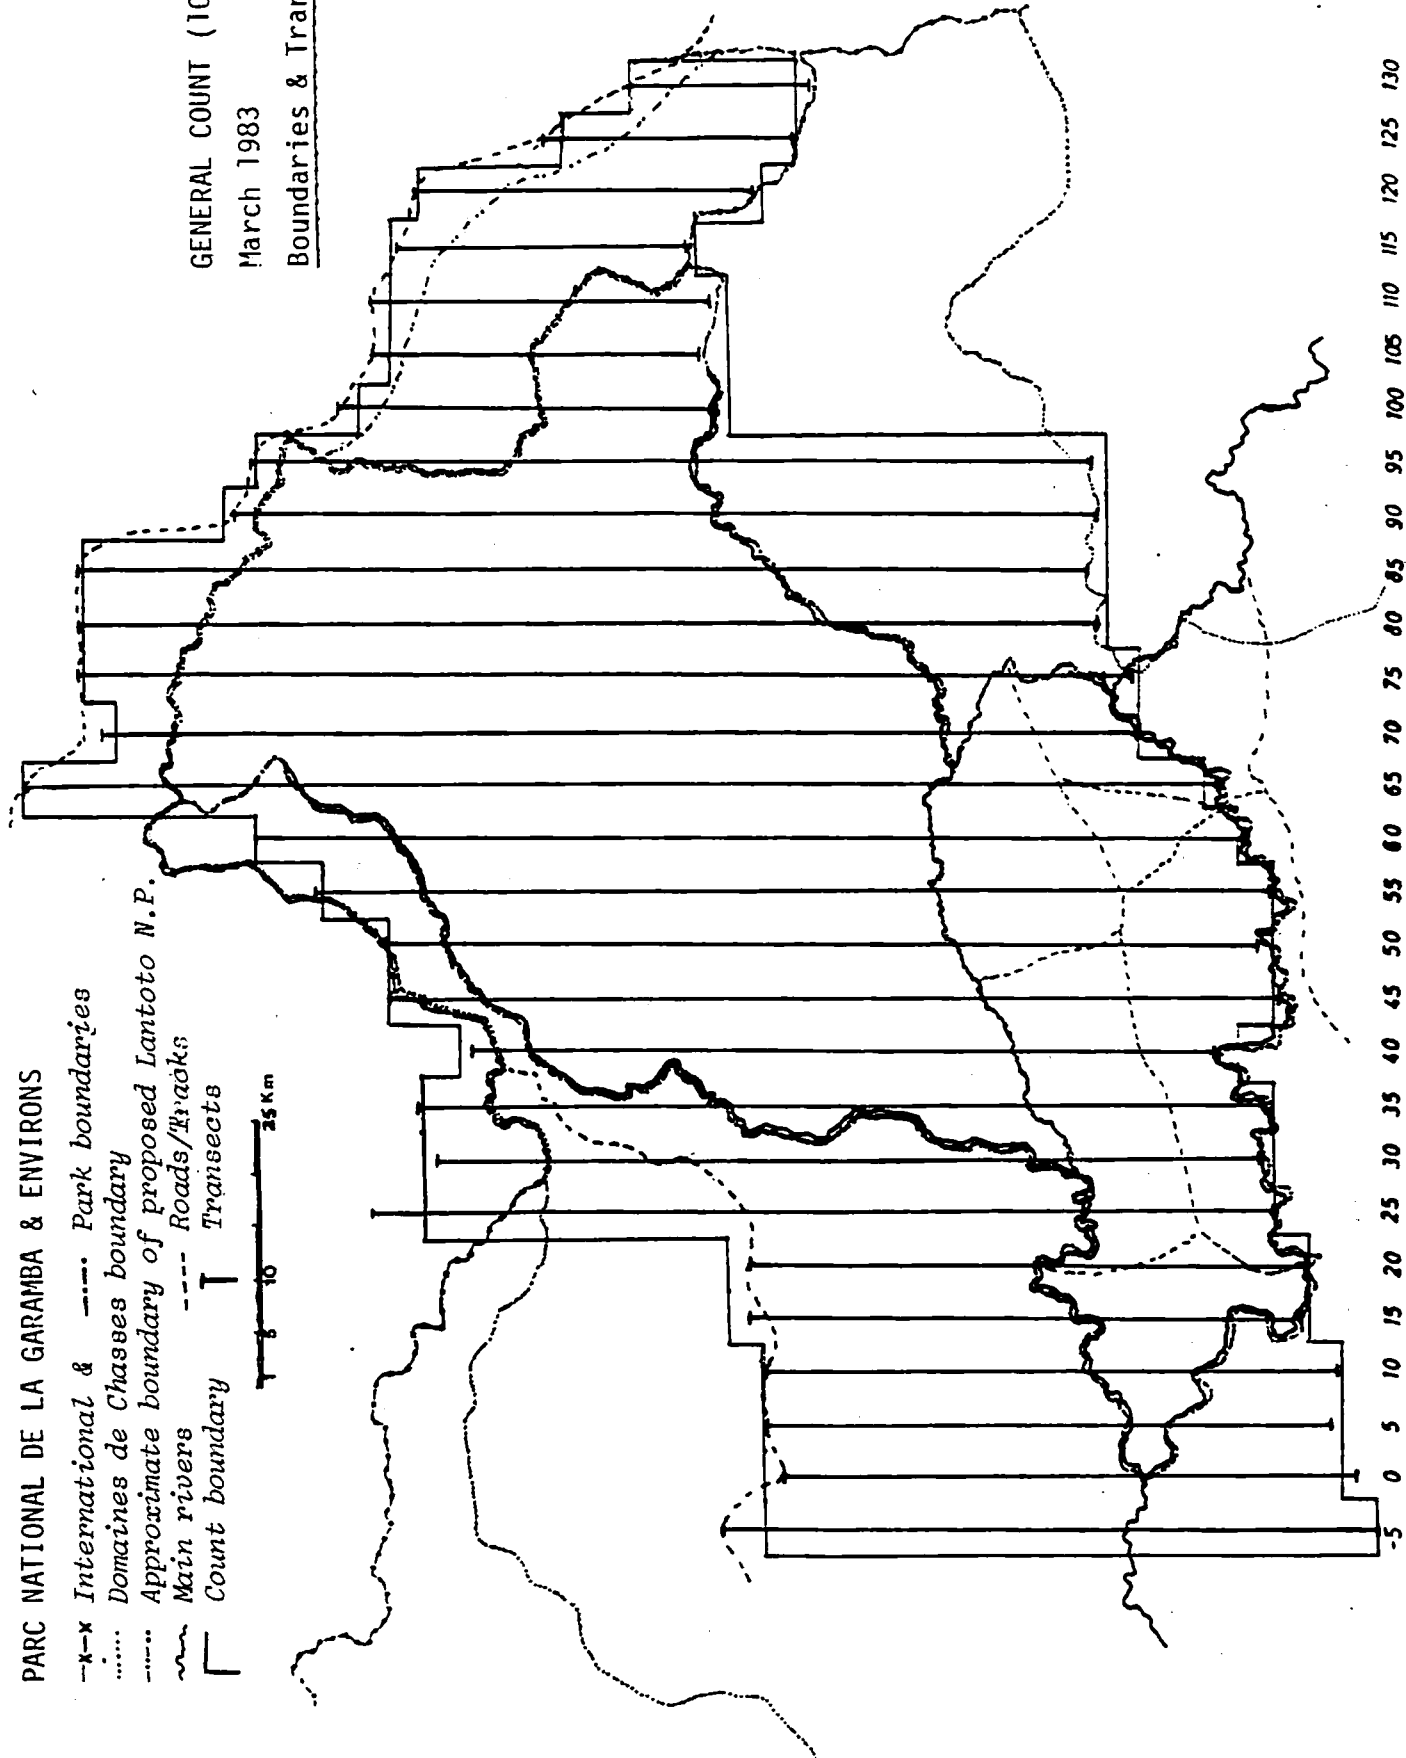 PARC NATIONAL DE LA GARAMBA & ENVIRONS
International & Park boundaries
Domaines de Chasses boundary
Approximate boundary of proposed Lantoto N.P.
Main rivers Roads/Tracks
Count boundary Transects
1 5 10 25 Km
GENERAL COUNT (10
March 1983
Boundaries & Tran
-5 0 5 10 15 20 25 30 35 40 45 50 55 60 65 70 75 80 85 90 95 100 105 110 115 120 125 130